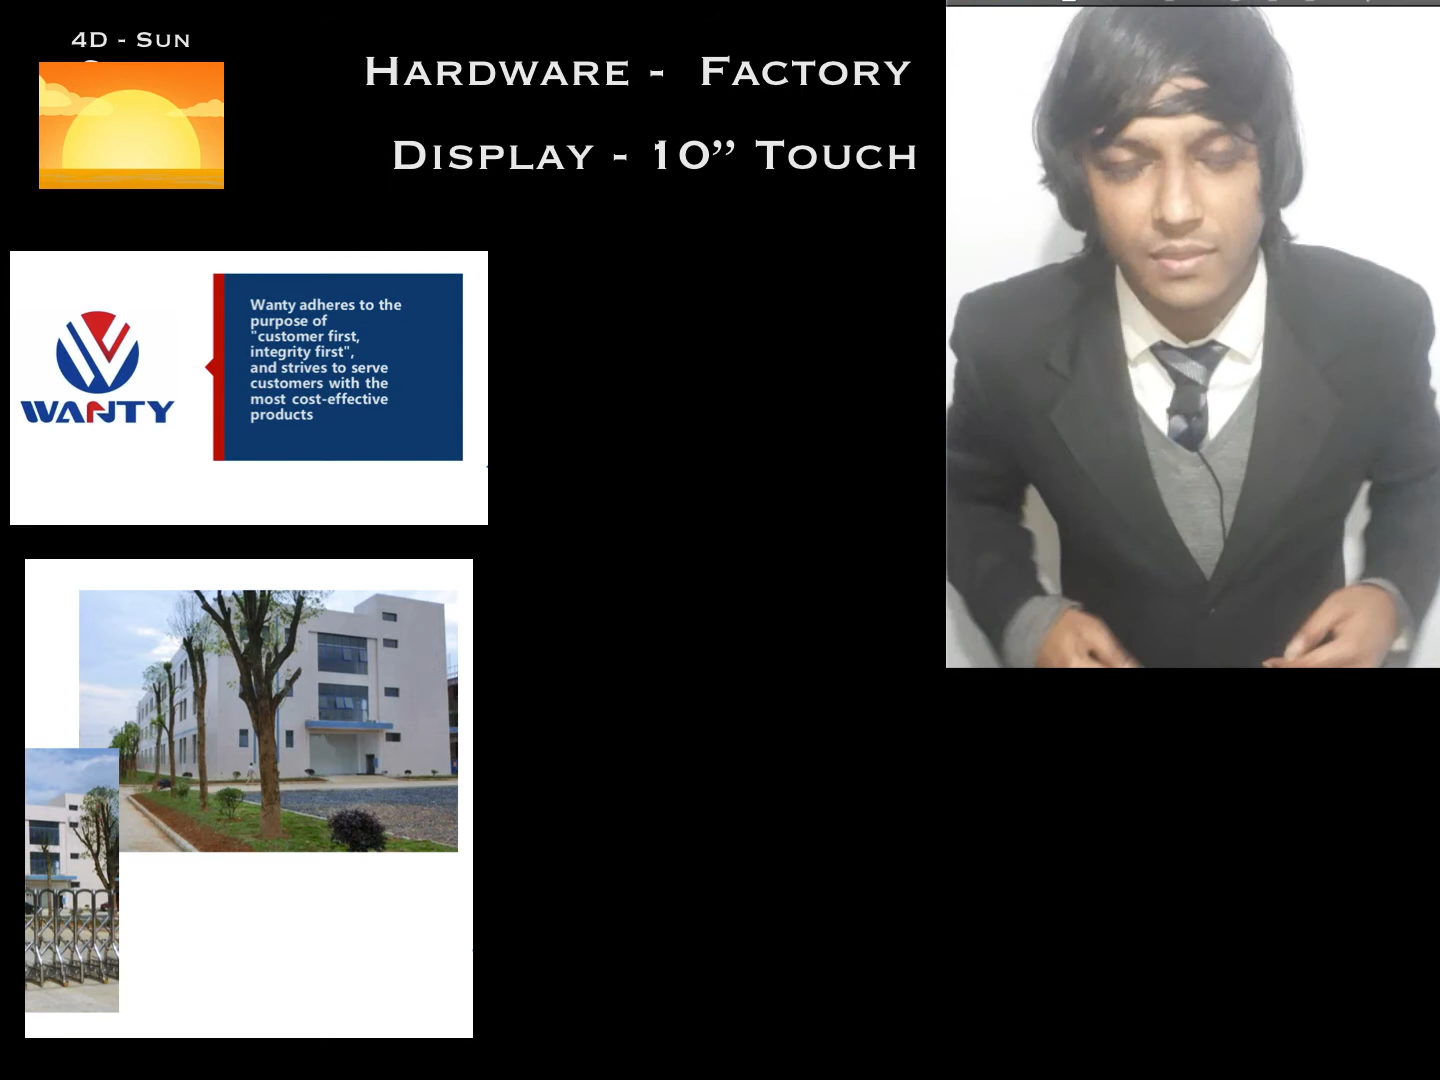 4D - Sun
Hardware - Factory
Display - 10” Touch
Wanty adheres to the
purpose of
"customer first,
integrity first",
and strives to serve
customers with the
most cost-effective
products
WANTY